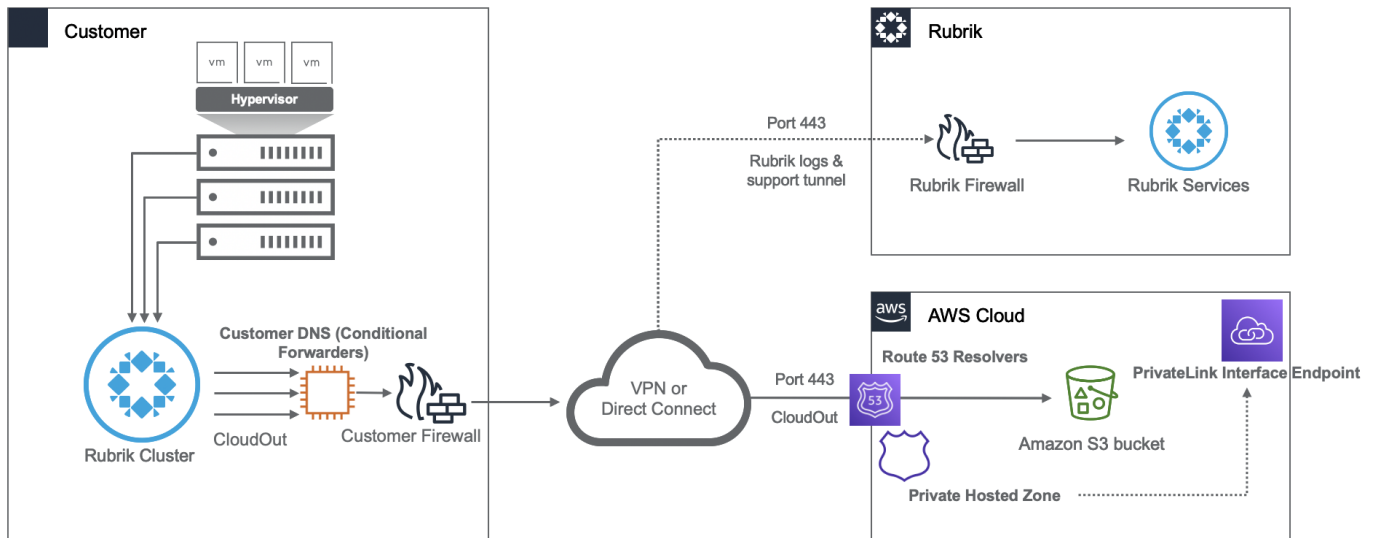 Customer
vm
vm
vm
Hypervisor
Customer DNS (Conditional
Forwarders)
CloudOut
Customer Firewall
Rubrik Cluster
VPN or
Direct Connect
Port 443
Rubrik logs &
support tunnel
Rubrik
Rubrik Firewall
Rubrik Services
aws
AWS Cloud
Route 53 Resolvers
Port 443
CloudOut
53
PrivateLink Interface Endpoint
Amazon S3 bucket
Private Hosted Zone